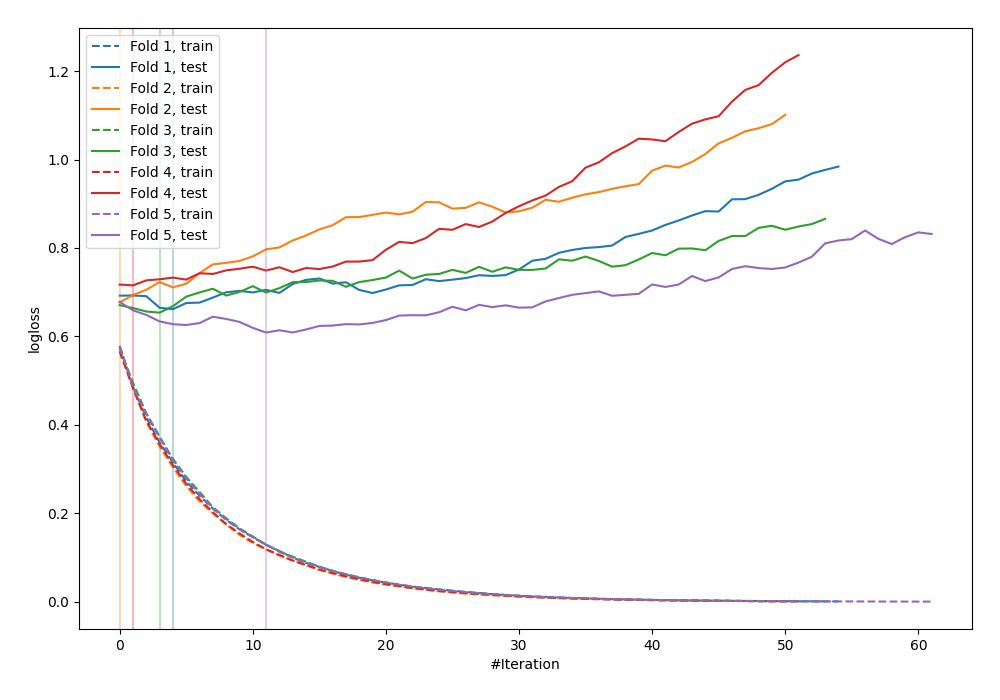 Fold 1, train
Fold 1, test
Fold 2, train
Fold 2, test
Fold 3, train
Fold 3, test
Fold 4, train
Fold 4, test
Fold 5, train
Fold 5, test
logloss
1.2
1.0
0.8
0.6
0.4
0.2
0.0
0 10 20 30 40 50 60
#Iteration